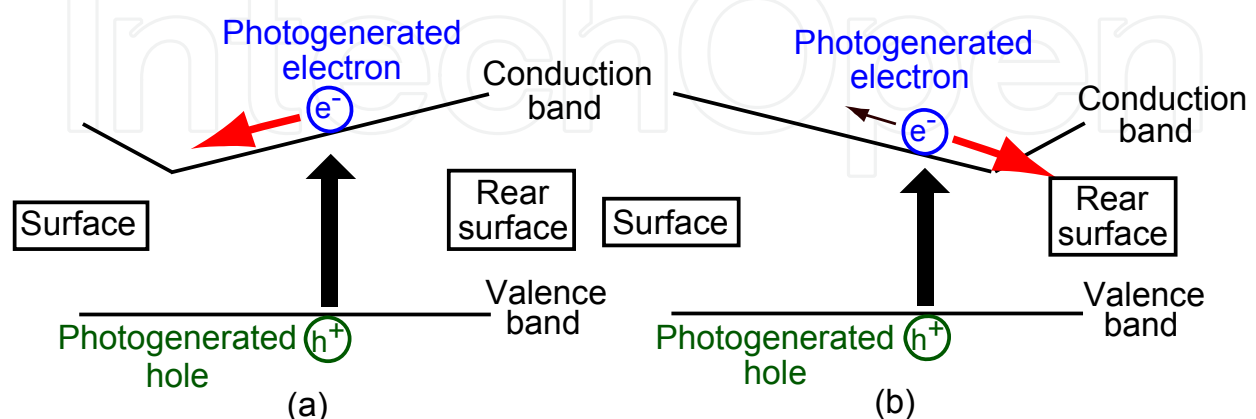 IntechOpen
Photogenerated
electron
e-
Conduction
band
Surface
Rear
surface
Valence
band
Photogenerated
hole
h+
(a)
Photogenerated
electron
e-
Conduction
band
Surface
Rear
surface
Valence
band
Photogenerated
hole
h+
(b)